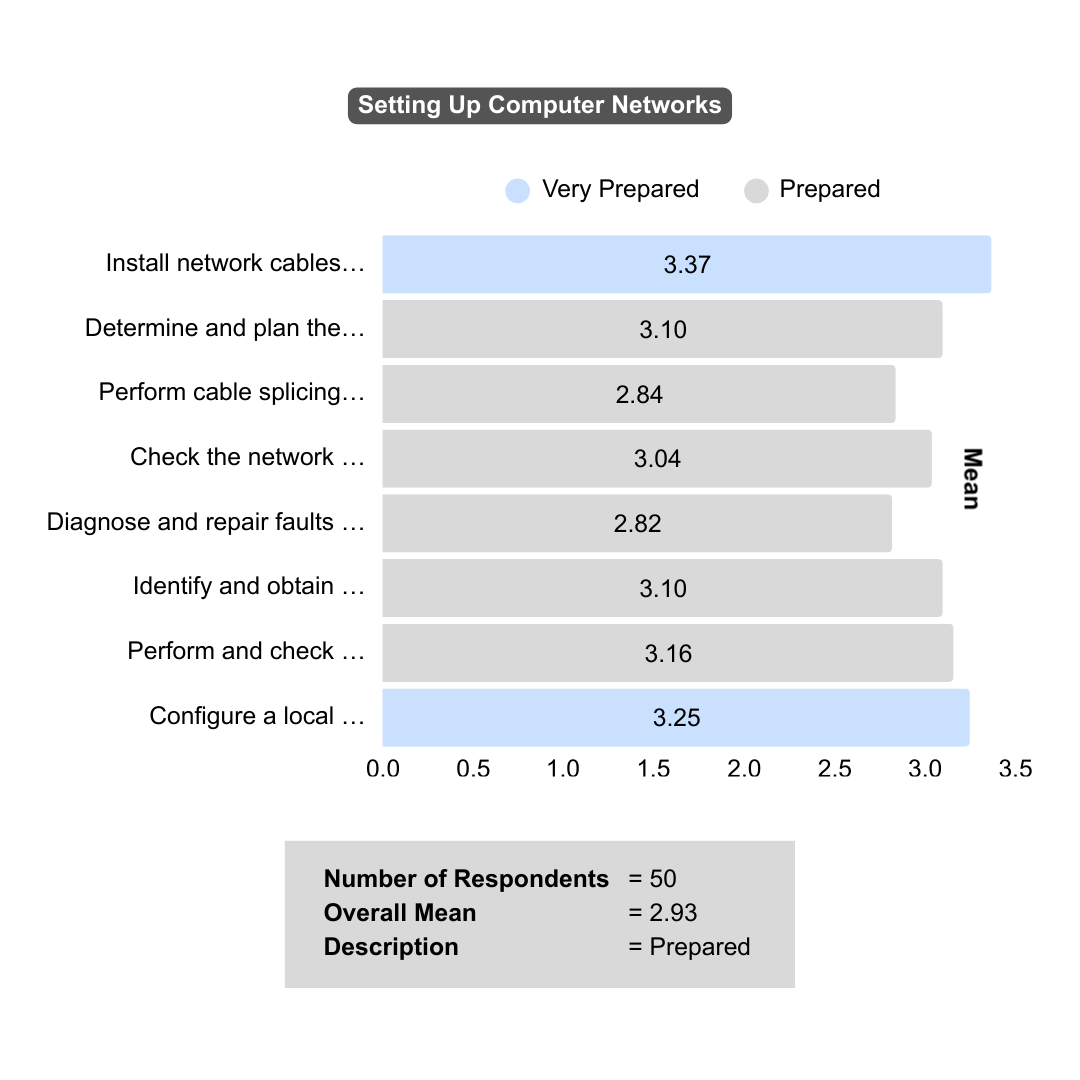 Setting Up Computer Networks
Very Prepared Prepared
Install network cables… 3.37
Determine and plan the… 3.10
Perform cable splicing… 2.84
Check the network … 3.04
Diagnose and repair faults … 2.82
Identify and obtain … 3.10
Perform and check … 3.16
Configure a local … 3.25
Mean
0.0 0.5 1.0 1.5 2.0 2.5 3.0 3.5
Number of Respondents = 50
Overall Mean = 2.93
Description = Prepared